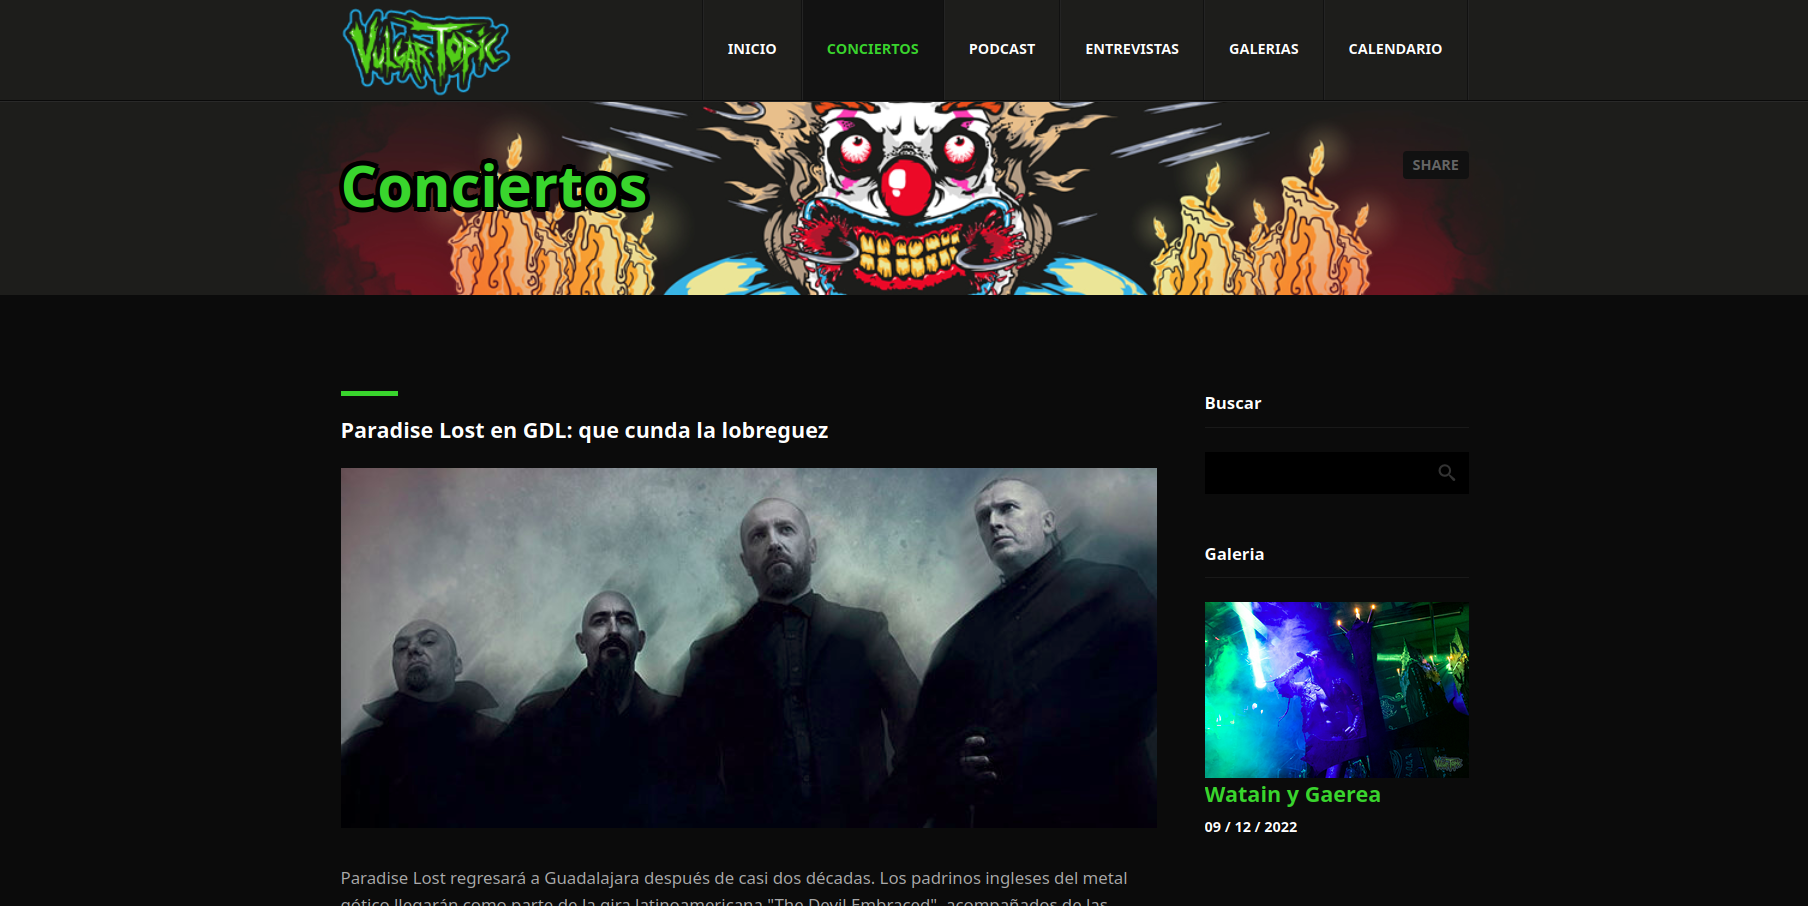 Vulgar Topic
INICIO
CONCIERTOS
PODCAST
ENTREVISTAS
GALERIAS
CALENDARIO
Conciertos
SHARE
Paradise Lost en GDL: que cunda la lobreguez
Paradise Lost regresará a Guadalajara después de casi dos décadas. Los padrinos ingleses del metal
gótico llegarán como parte de la gira latinoamericana "The Devil Embraced", acompañados de las
Buscar
Galeria
Watain y Gaerea
09 / 12 / 2022